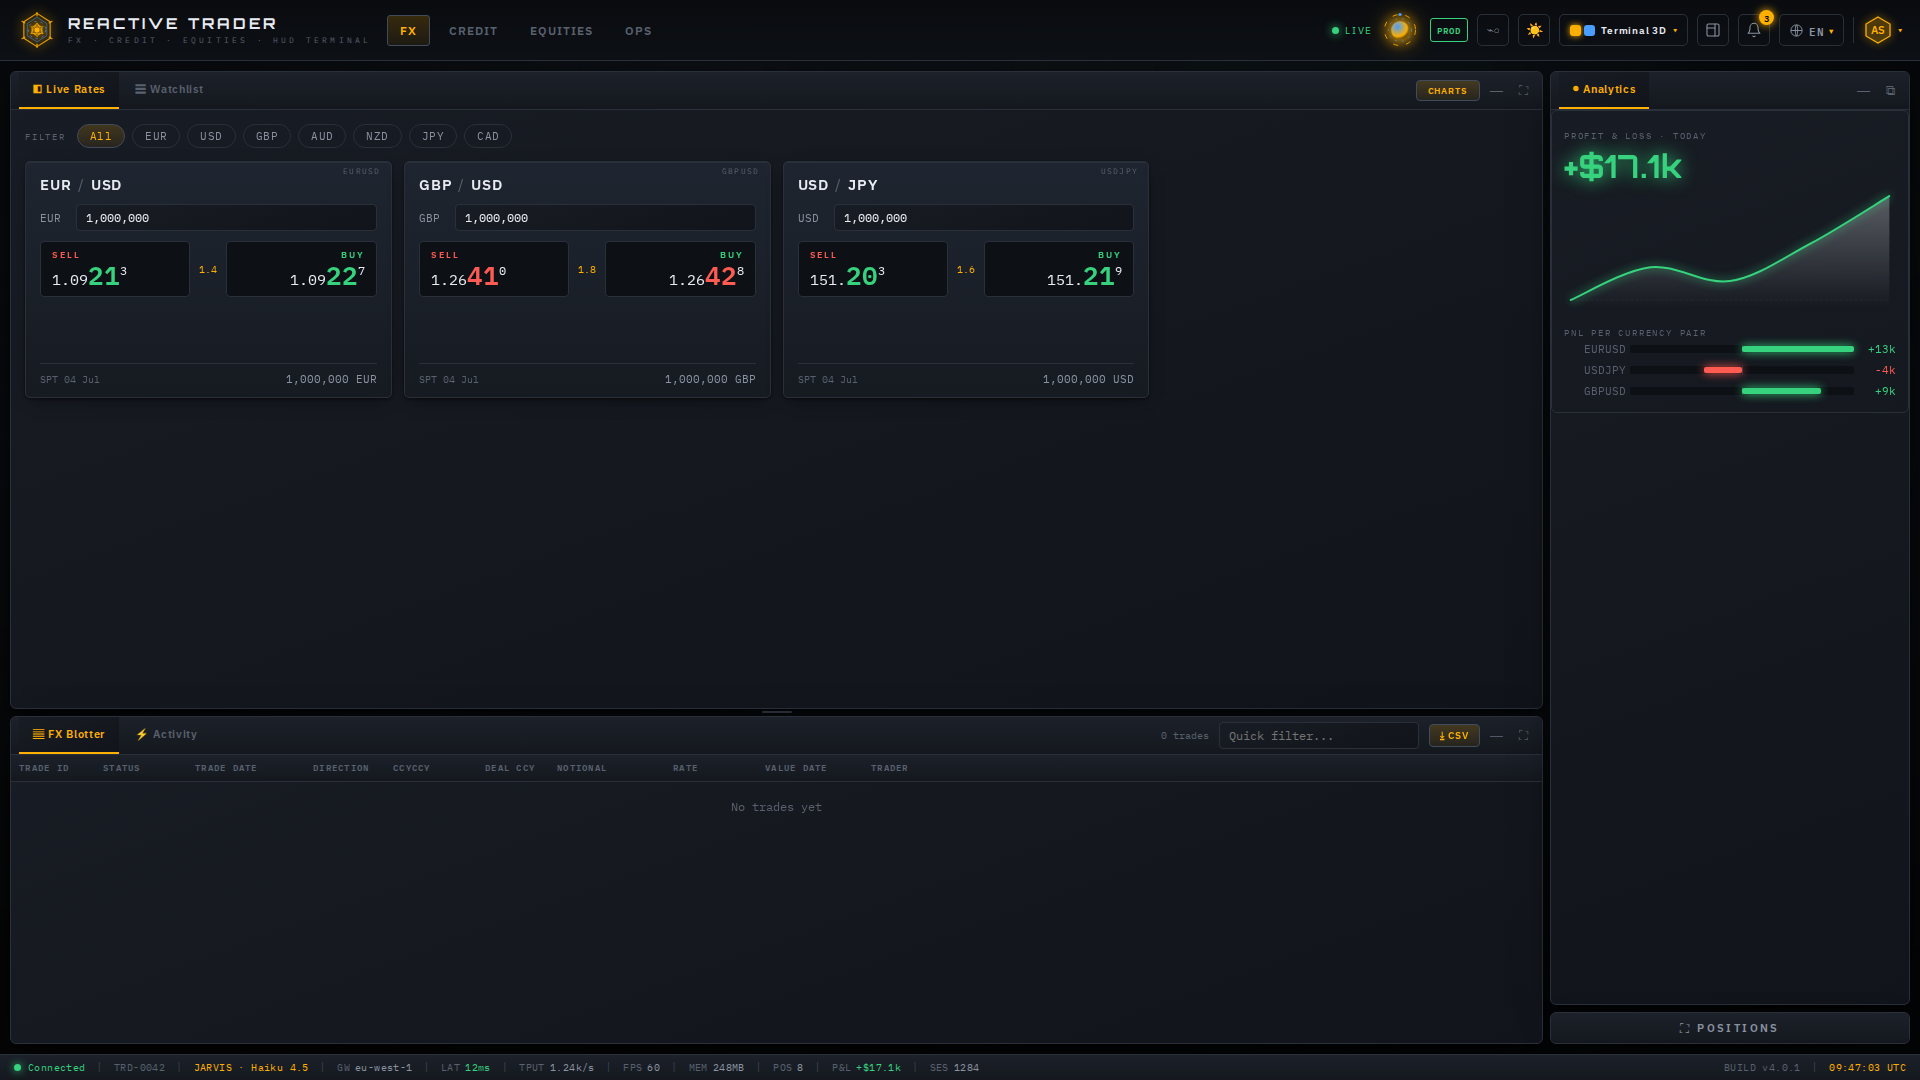 REACTIVE TRADER
FX · CREDIT · EQUITIES · HUD TERMINAL
FX CREDIT EQUITIES OPS
LIVE PROD Terminal 3D 3 EN AS
Live Rates Watchlist CHARTS
FILTER All EUR USD GBP AUD NZD JPY CAD
EURUSD
EUR / USD
EUR 1,000,000
SELL BUY
1.09213 1.4 1.09227
SPT 04 Jul 1,000,000 EUR
GBPUSD
GBP / USD
GBP 1,000,000
SELL BUY
1.26410 1.8 1.26428
SPT 04 Jul 1,000,000 GBP
USDJPY
USD / JPY
USD 1,000,000
SELL BUY
151.203 1.6 151.219
SPT 04 Jul 1,000,000 USD
Analytics
PROFIT & LOSS · TODAY
+$17.1k
PNL PER CURRENCY PAIR
EURUSD +13k
USDJPY -4k
GBPUSD +9k
POSITIONS
FX Blotter Activity 0 trades Quick filter... CSV
TRADE ID STATUS TRADE DATE DIRECTION CCYCCY DEAL CCY NOTIONAL RATE VALUE DATE TRADER
No trades yet
Connected TRD-0042 JARVIS · Haiku 4.5 GW eu-west-1 LAT 12ms TPUT 1.24k/s FPS 60 MEM 248MB POS 8 P&L +$17.1k SES 1284 BUILD v4.0.1 09:47:03 UTC